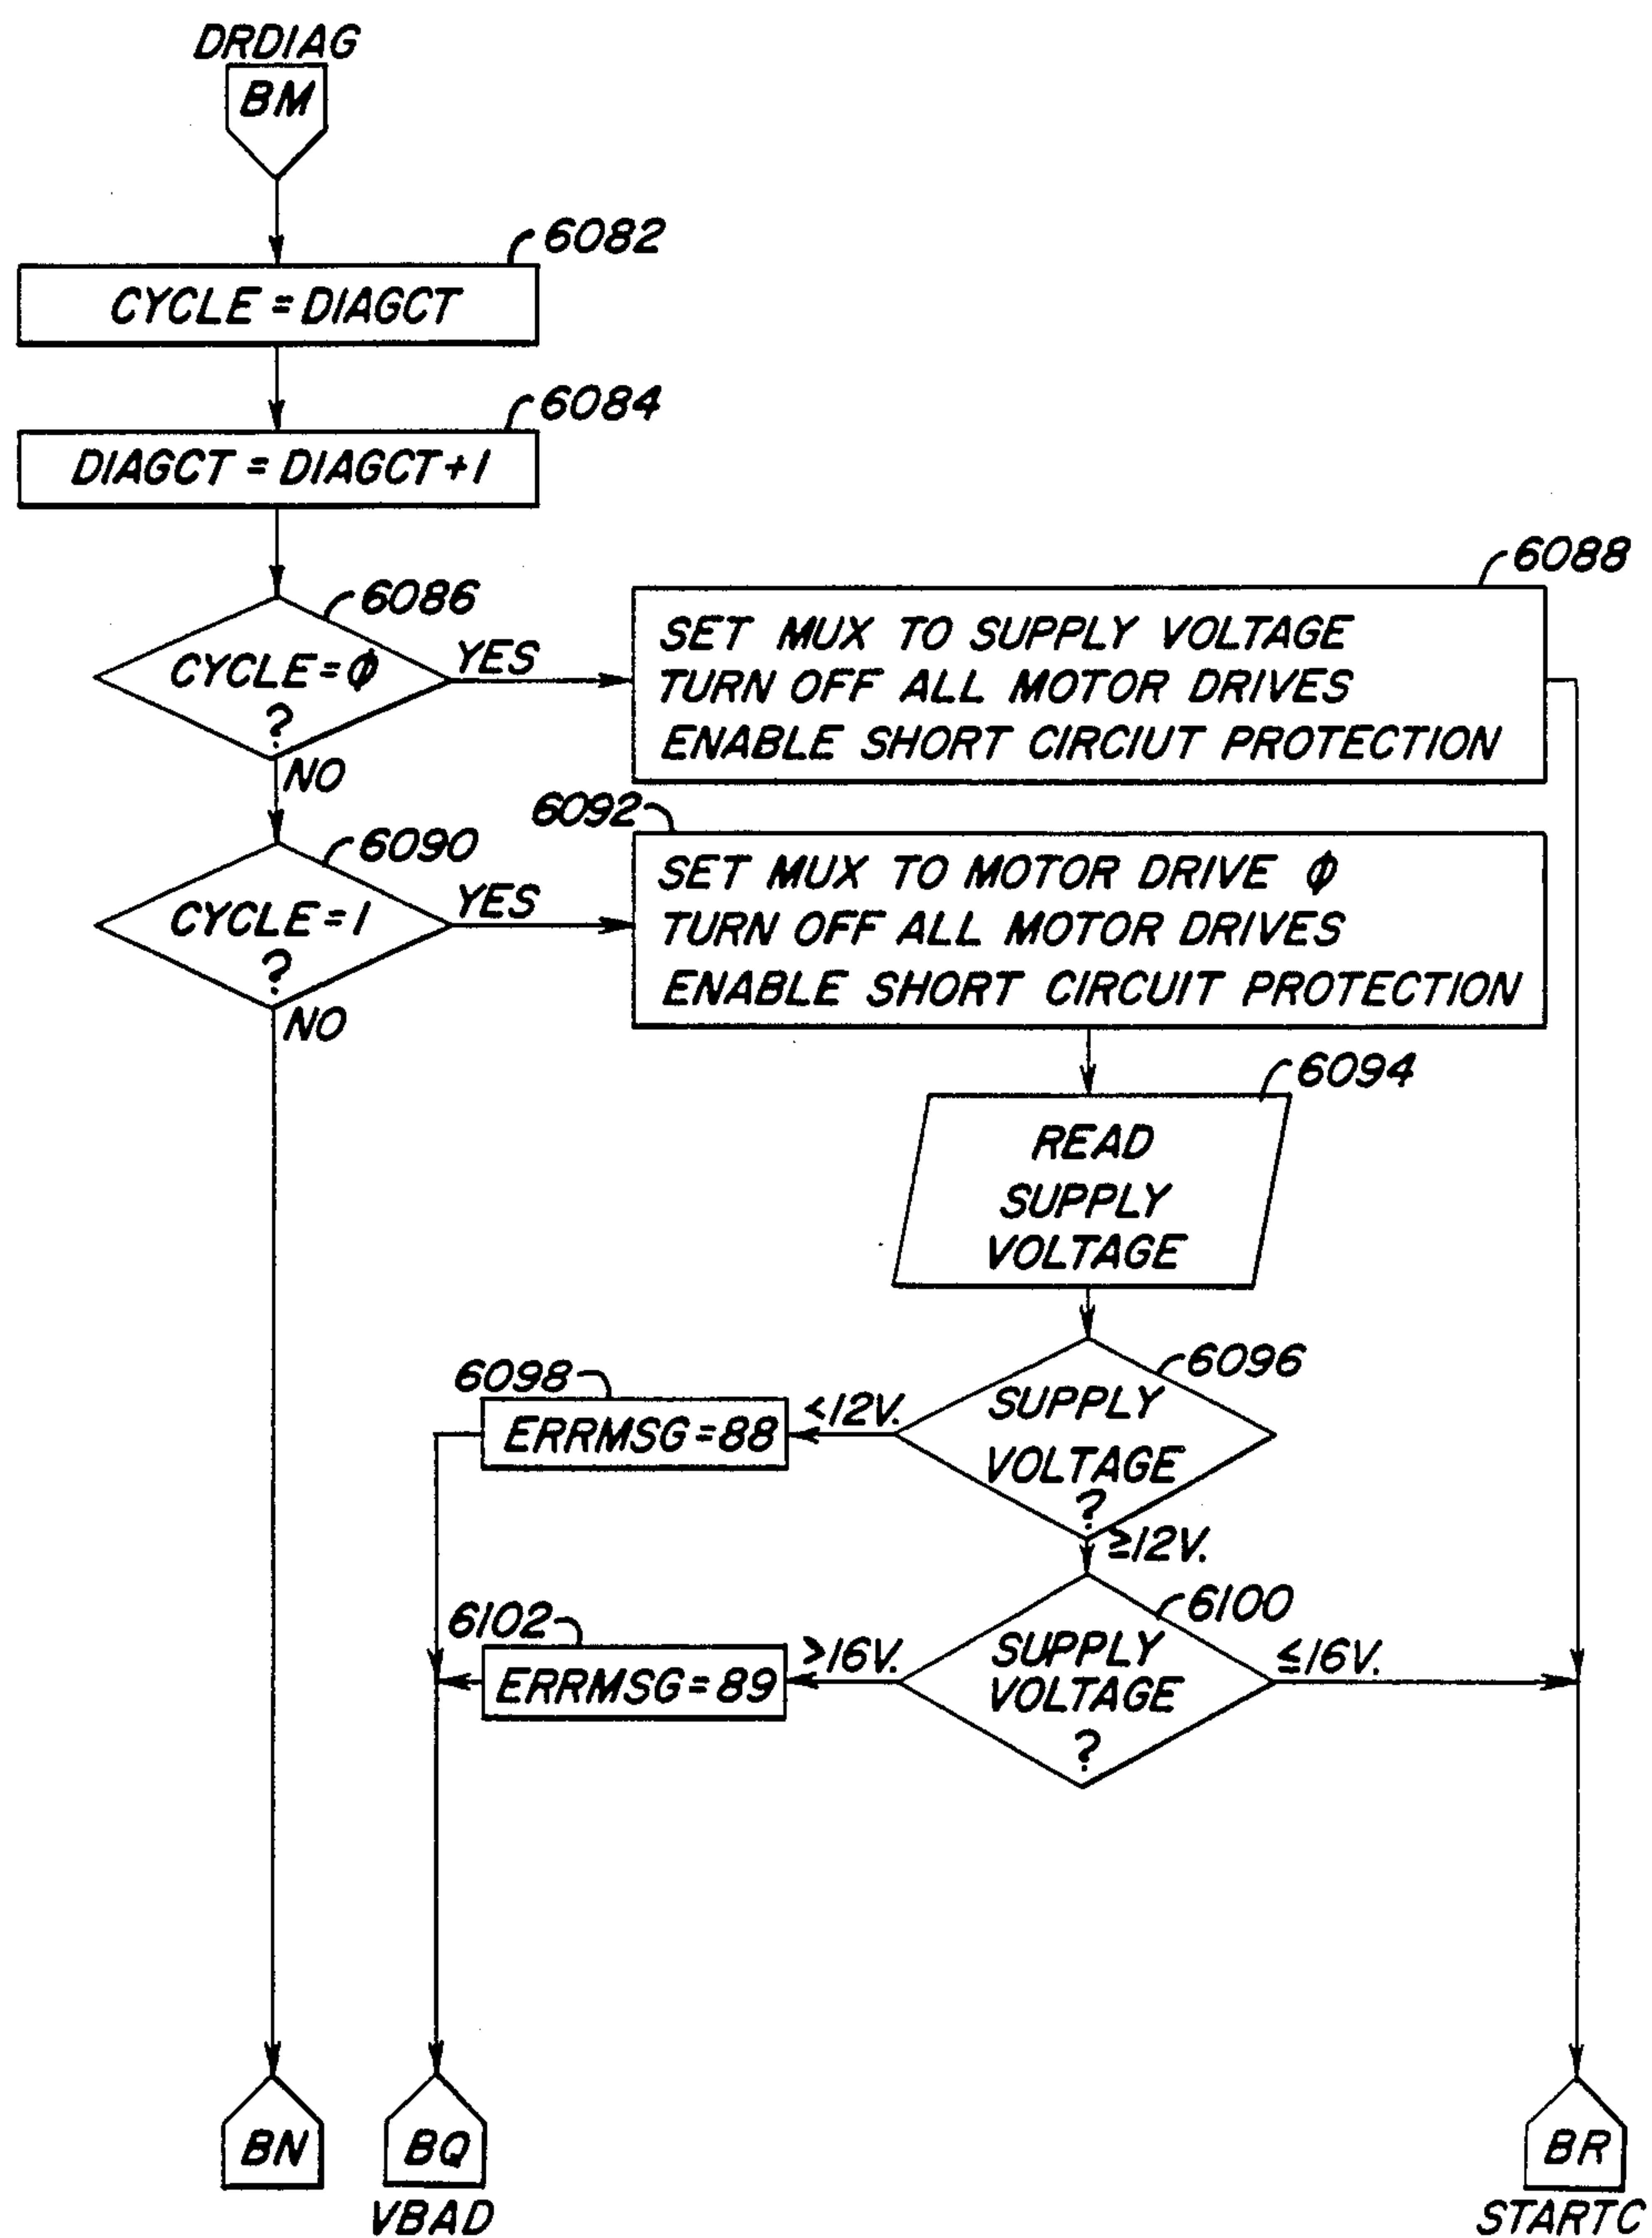 DRDIAG
BM
6082
CYCLE = DIAGCT
6084
DIAGCT = DIAGCT+1
6086
CYCLE=φ
?
YES
NO
6088
SET MUX TO SUPPLY VOLTAGE
TURN OFF ALL MOTOR DRIVES
ENABLE SHORT CIRCIUT PROTECTION
6090
CYCLE=1
?
YES
NO
6092
SET MUX TO MOTOR DRIVE φ
TURN OFF ALL MOTOR DRIVES
ENABLE SHORT CIRCUIT PROTECTION
6094
READ
SUPPLY
VOLTAGE
6096
SUPPLY
VOLTAGE
?
<12V.
≥12V.
6098
ERRMSG=88
6100
SUPPLY
VOLTAGE
?
>16V.
≤16V.
6102
ERRMSG=89
BN
BQ
VBAD
BR
STARTC